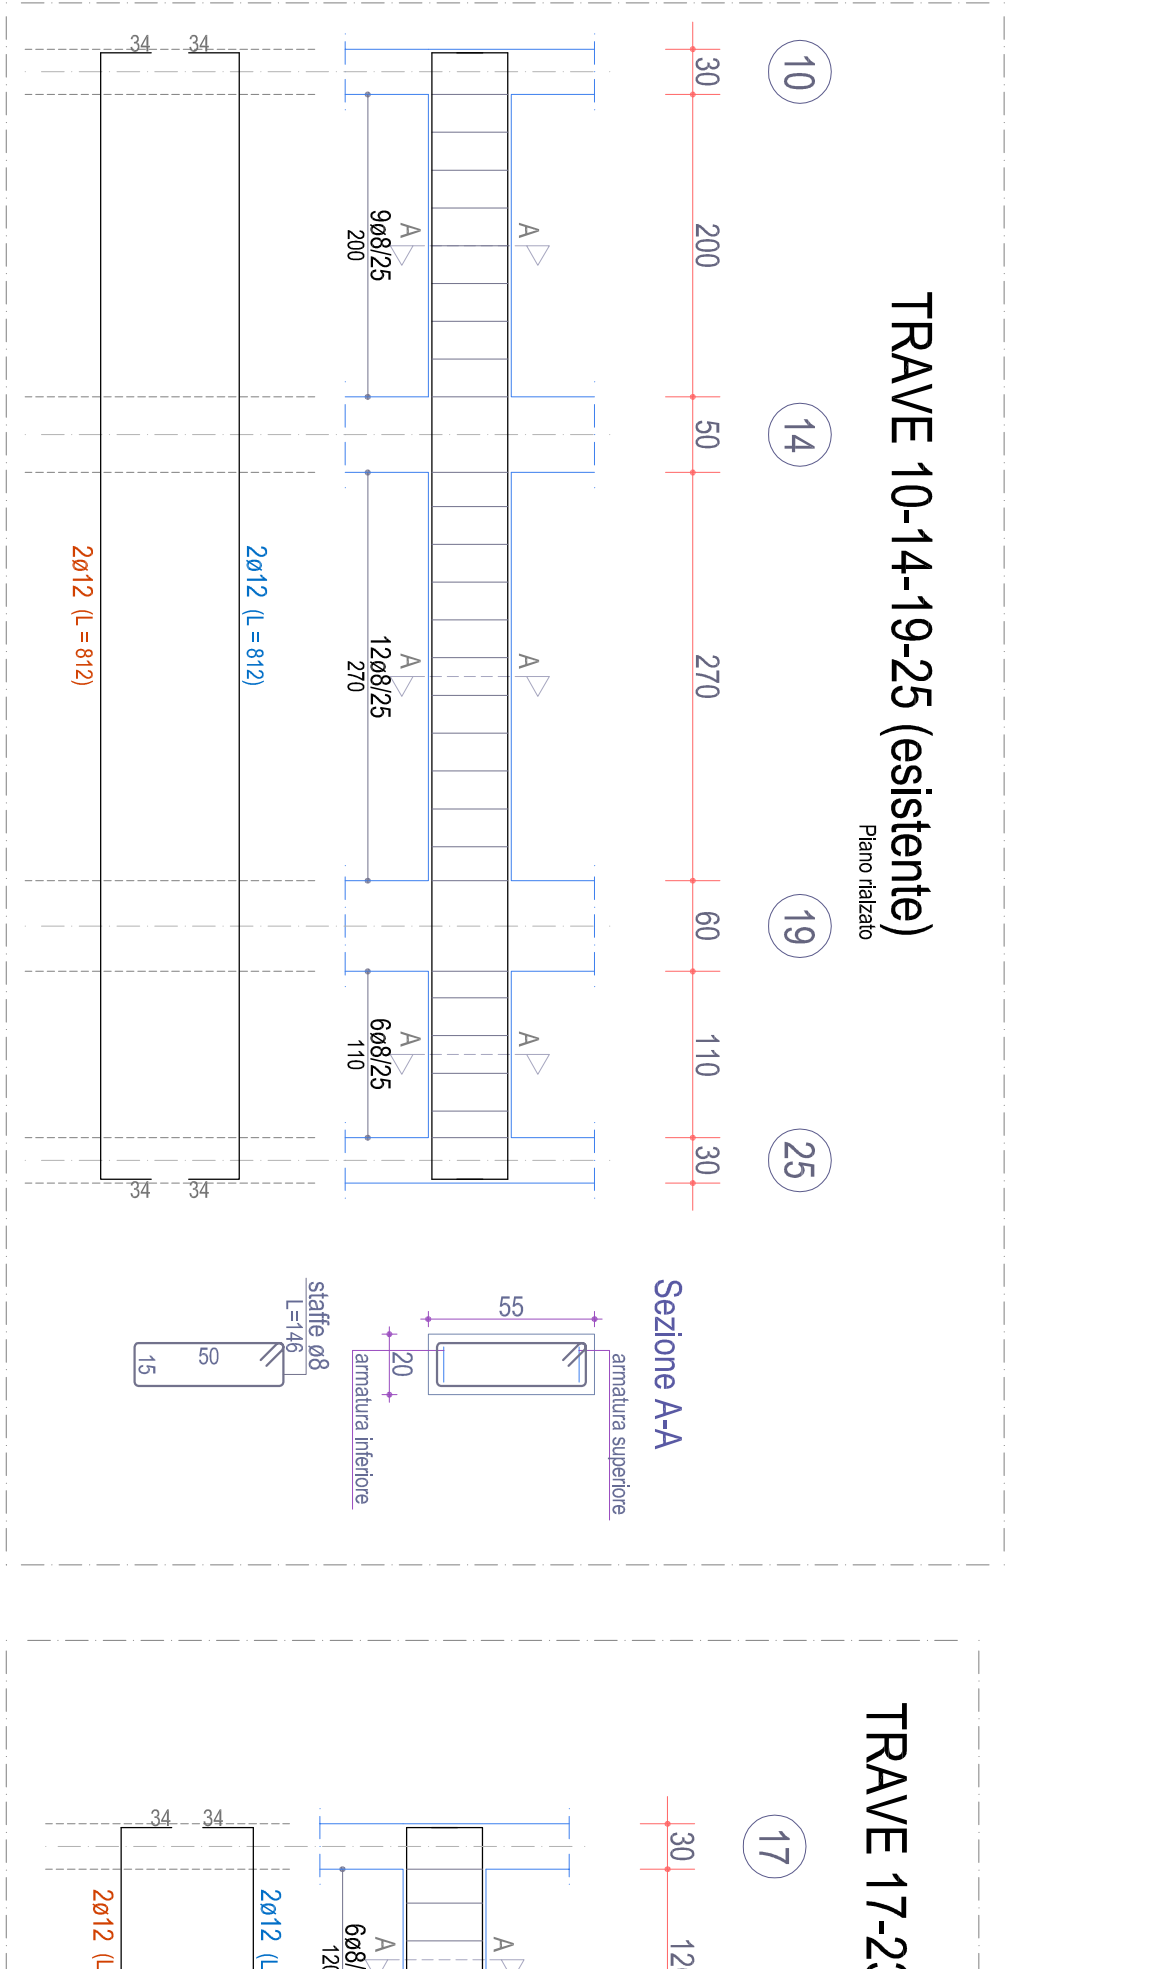 TRAVE 10-14-19-25 (esistente)
Piano rialzato
10
14
19
25
30
200
50
270
60
110
30
A
A
A
A
A
A
9ø8/25
200
12ø8/25
270
6ø8/25
110
2ø12 (L = 812)
34
34
2ø12 (L = 812)
34
34
Sezione A-A
armatura superiore
55
20
armatura inferiore
staffe ø8
L=146
50
15
TRAVE 17-23
17
30
A
A
6ø8/
120
2ø12 (L
34
34
2ø12 (L